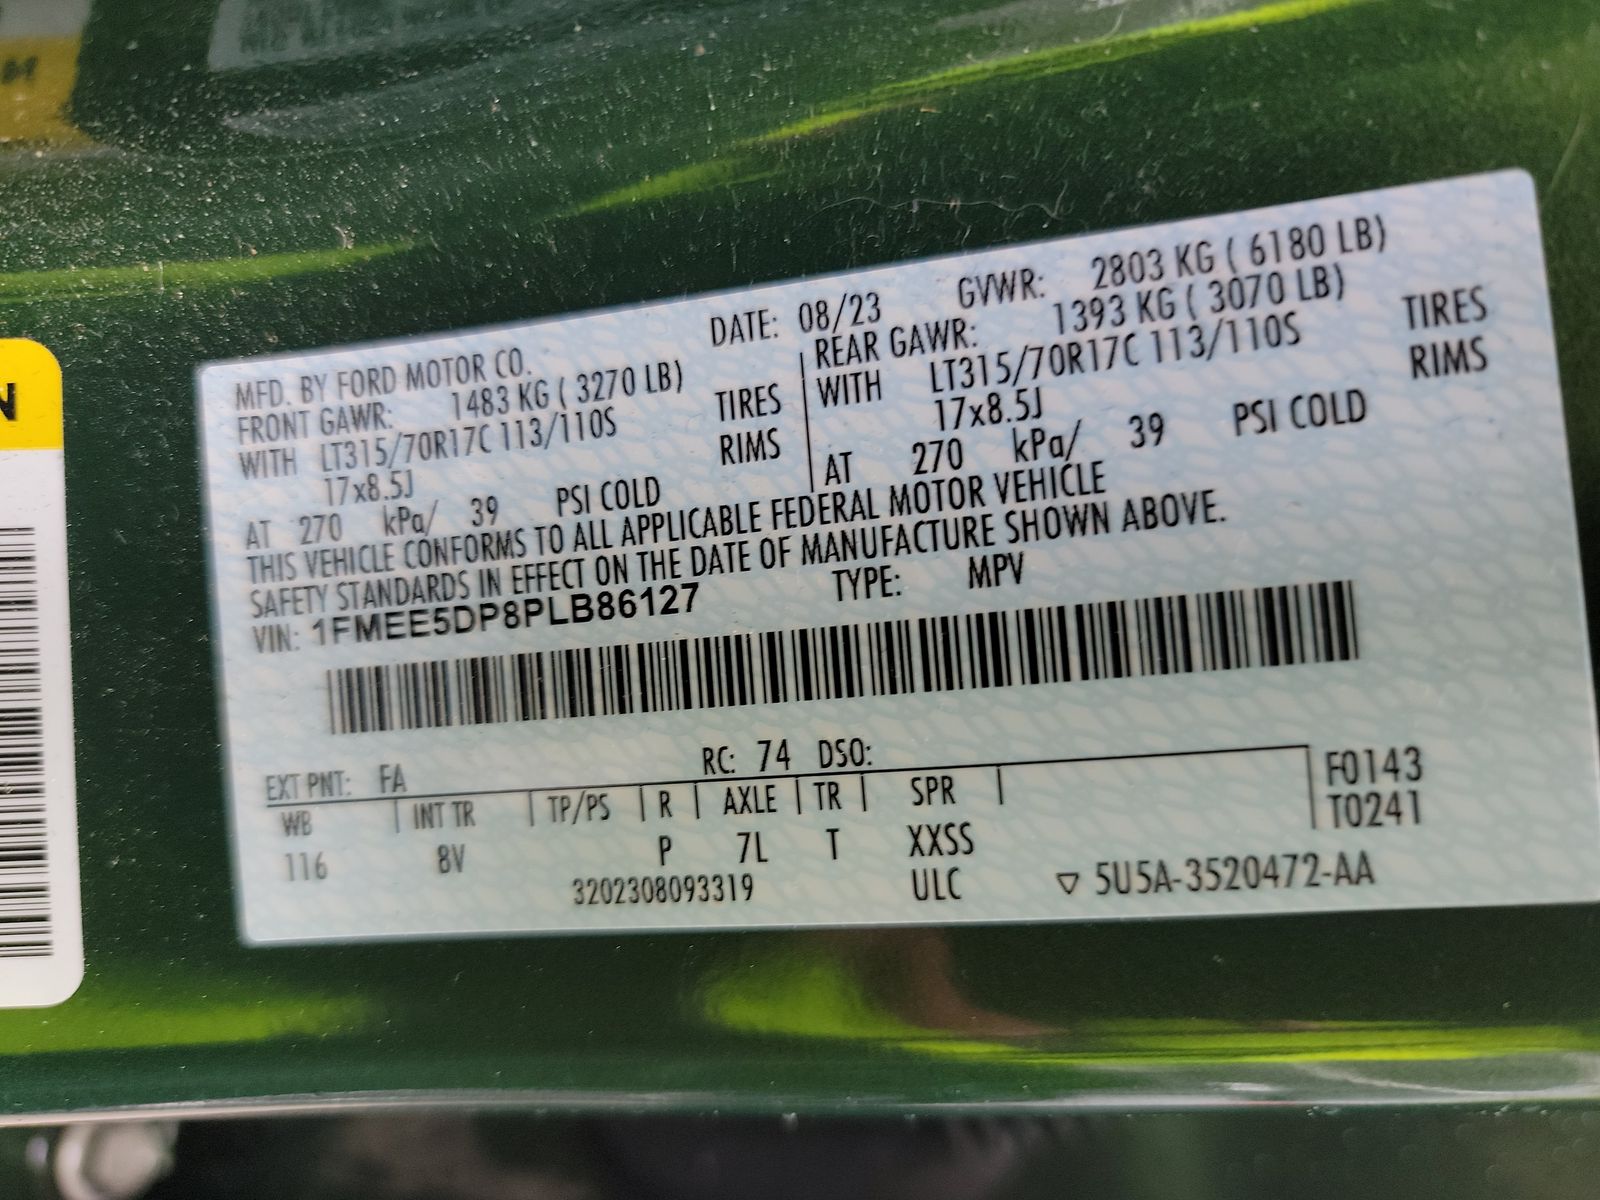 N
MFD. BY FORD MOTOR CO. DATE: 08/23 GVWR: 2803 KG ( 6180 LB)
FRONT GAWR: 1483 KG ( 3270 LB) REAR GAWR: 1393 KG ( 3070 LB)
WITH LT315/70R17C 113/110S TIRES WITH LT315/70R17C 113/110S TIRES
17x8.5J RIMS 17x8.5J RIMS
AT 270 kPa/ 39 PSI COLD AT 270 kPa/ 39 PSI COLD
THIS VEHICLE CONFORMS TO ALL APPLICABLE FEDERAL MOTOR VEHICLE
SAFETY STANDARDS IN EFFECT ON THE DATE OF MANUFACTURE SHOWN ABOVE.
VIN: 1FMEE5DP8PLB86127 TYPE: MPV
EXT PNT: FA RC: 74 DSO:
WB INT TR TP/PS R AXLE TR SPR F0143
116 8V P 7L T XXSS T0241
3202308093319 ULC ▽ 5U5A-3520472-AA